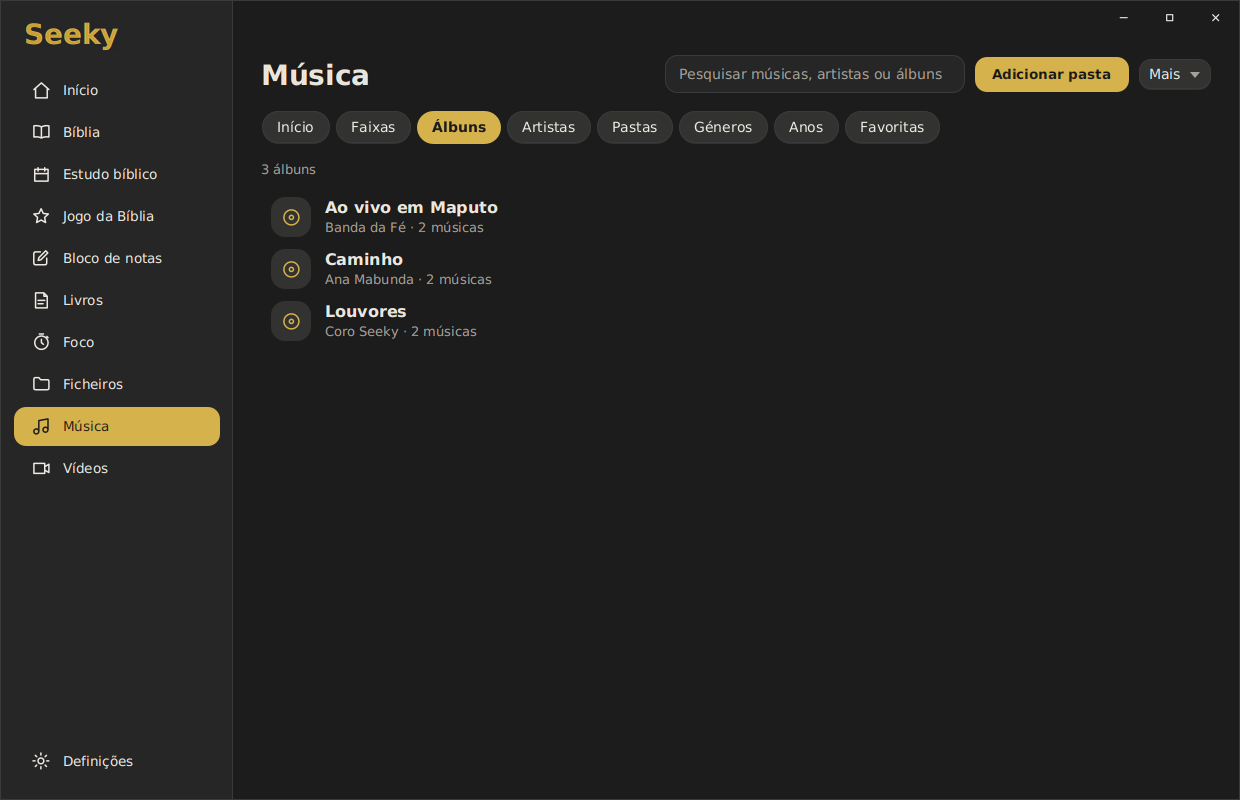 Seeky
Início
Bíblia
Estudo bíblico
Jogo da Bíblia
Bloco de notas
Livros
Foco
Ficheiros
Música
Vídeos
Definições
Música
Pesquisar músicas, artistas ou álbuns
Adicionar pasta
Mais
Início
Faixas
Álbuns
Artistas
Pastas
Géneros
Anos
Favoritas
3 álbuns
Ao vivo em Maputo
Banda da Fé · 2 músicas
Caminho
Ana Mabunda · 2 músicas
Louvores
Coro Seeky · 2 músicas